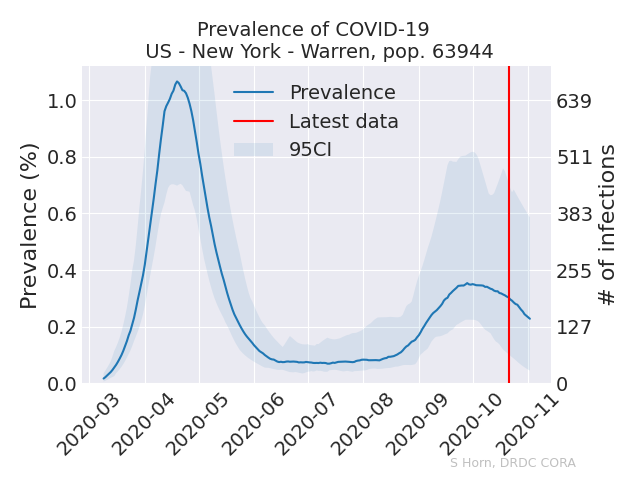 Prevalence of COVID-19
US - New York - Warren, pop. 63944
Prevalence (%)
1.0
0.8
0.6
0.4
0.2
0.0
Prevalence
Latest data
95CI
639
511
383
255
127
0
# of infections
2020-03
2020-04
2020-05
2020-06
2020-07
2020-08
2020-09
2020-10
2020-11
S Horn, DRDC CORA